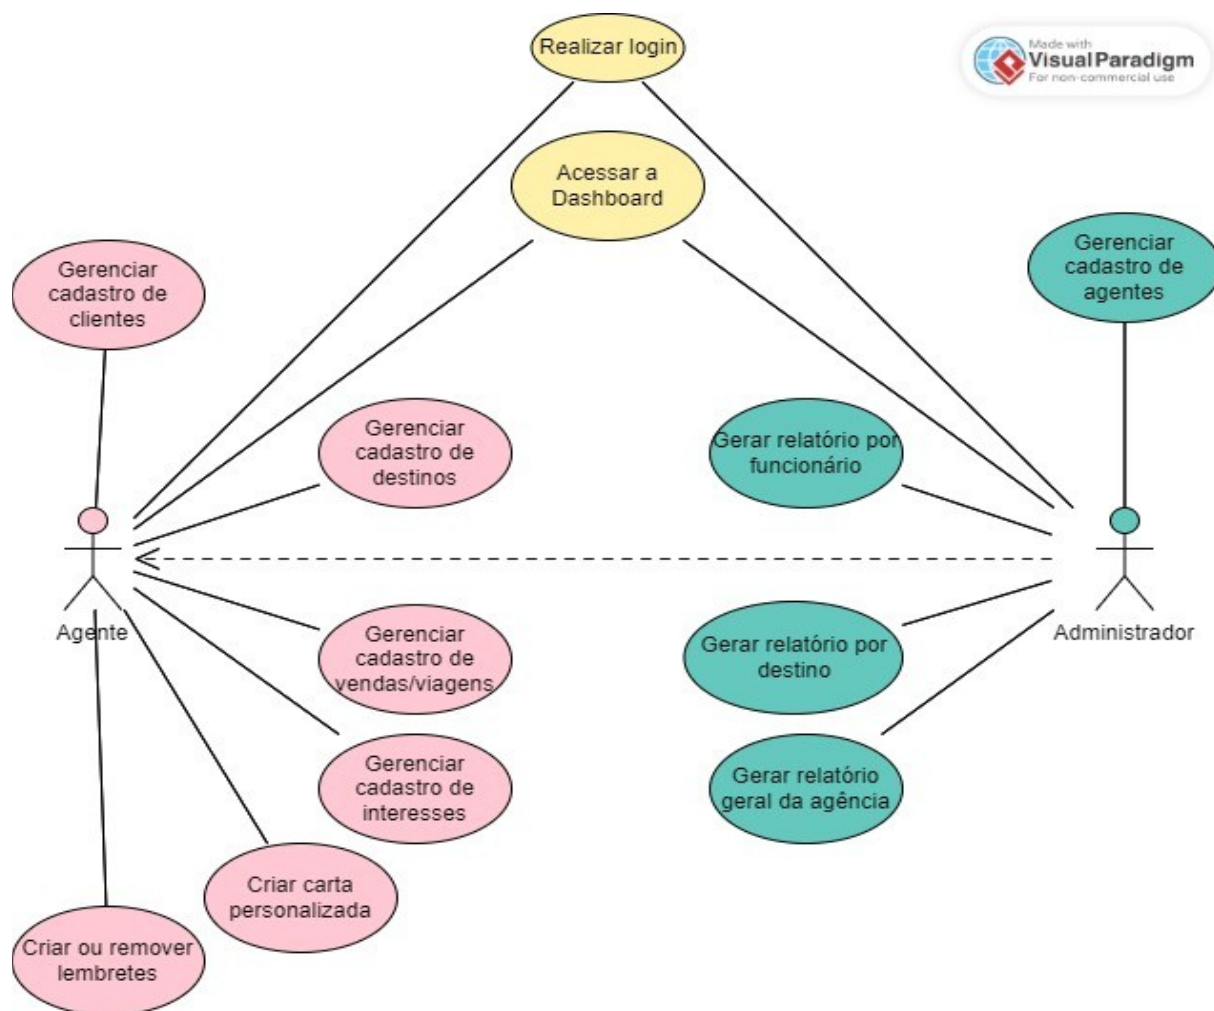 Realizar login
Made with
Visual Paradigm
For non-commercial use
Acessar a
Dashboard
Gerenciar
cadastro de
clientes
Gerenciar
cadastro de
agentes
Gerenciar
cadastro de
destinos
Gerar relatório por
funcionário
Agente
Administrador
Gerenciar
cadastro de
vendas/viagens
Gerar relatório por
destino
Gerenciar
cadastro de
interesses
Gerar relatório
geral da agência
Criar carta
personalizada
Criar ou remover
lembretes